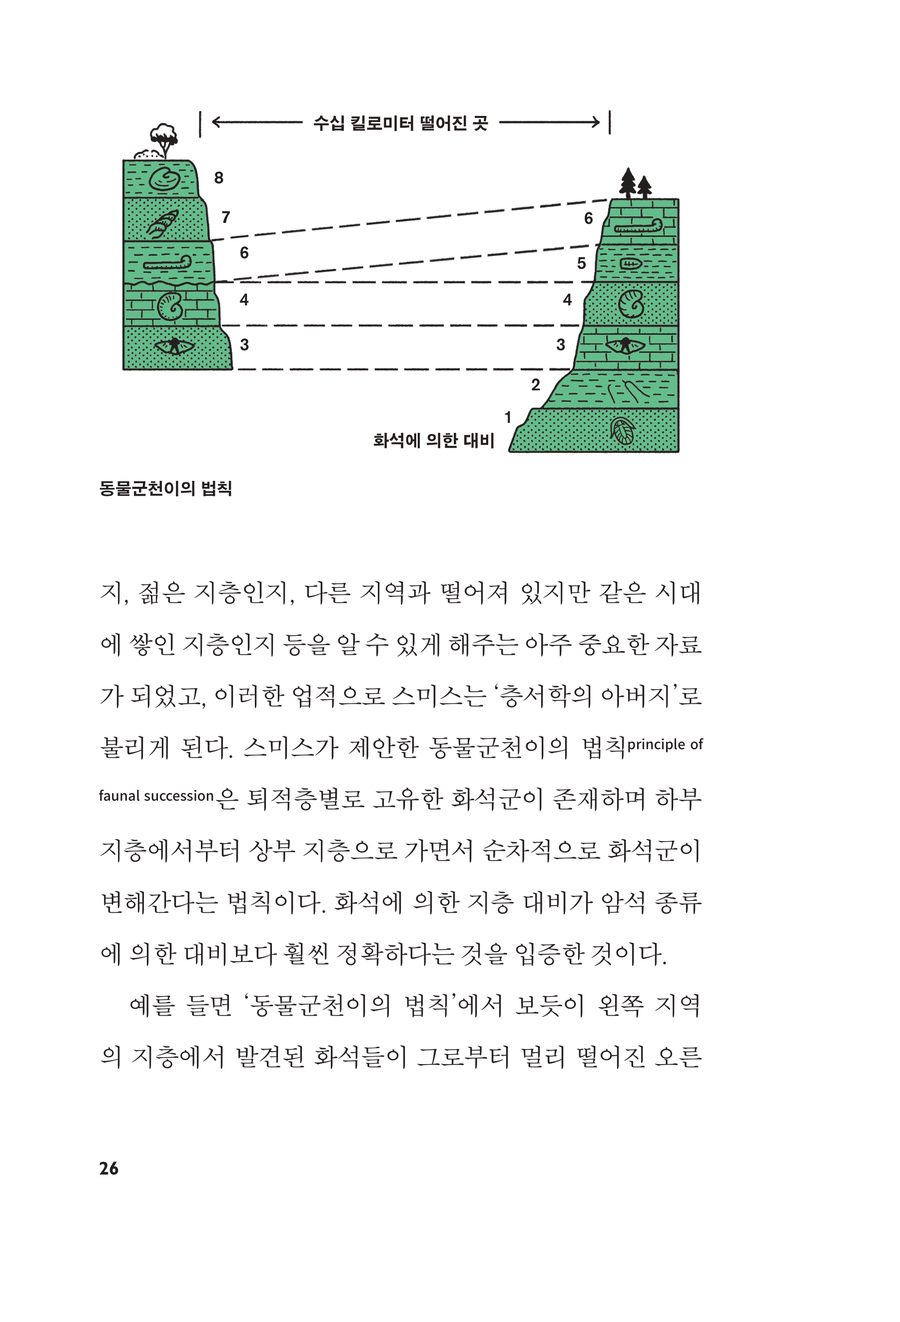 수십 킬로미터 떨어진 곳
8
7
6
4
3
6
5
4
3
2
1
화석에 의한 대비
동물군천이의 법칙
지, 젊은 지층인지, 다른 지역과 떨어져 있지만 같은 시대
에 쌓인 지층인지 등을 알 수 있게 해주는 아주 중요한 자료
가 되었고, 이러한 업적으로 스미스는 ‘층서학의 아버지’로
불리게 된다. 스미스가 제안한 동물군천이의 법칙principle of
faunal succession은 퇴적층별로 고유한 화석군이 존재하며 하부
지층에서부터 상부 지층으로 가면서 순차적으로 화석군이
변해간다는 법칙이다. 화석에 의한 지층 대비가 암석 종류
에 의한 대비보다 훨씬 정확하다는 것을 입증한 것이다.
예를 들면 ‘동물군천이의 법칙’에서 보듯이 왼쪽 지역
의 지층에서 발견된 화석들이 그로부터 멀리 떨어진 오른
26